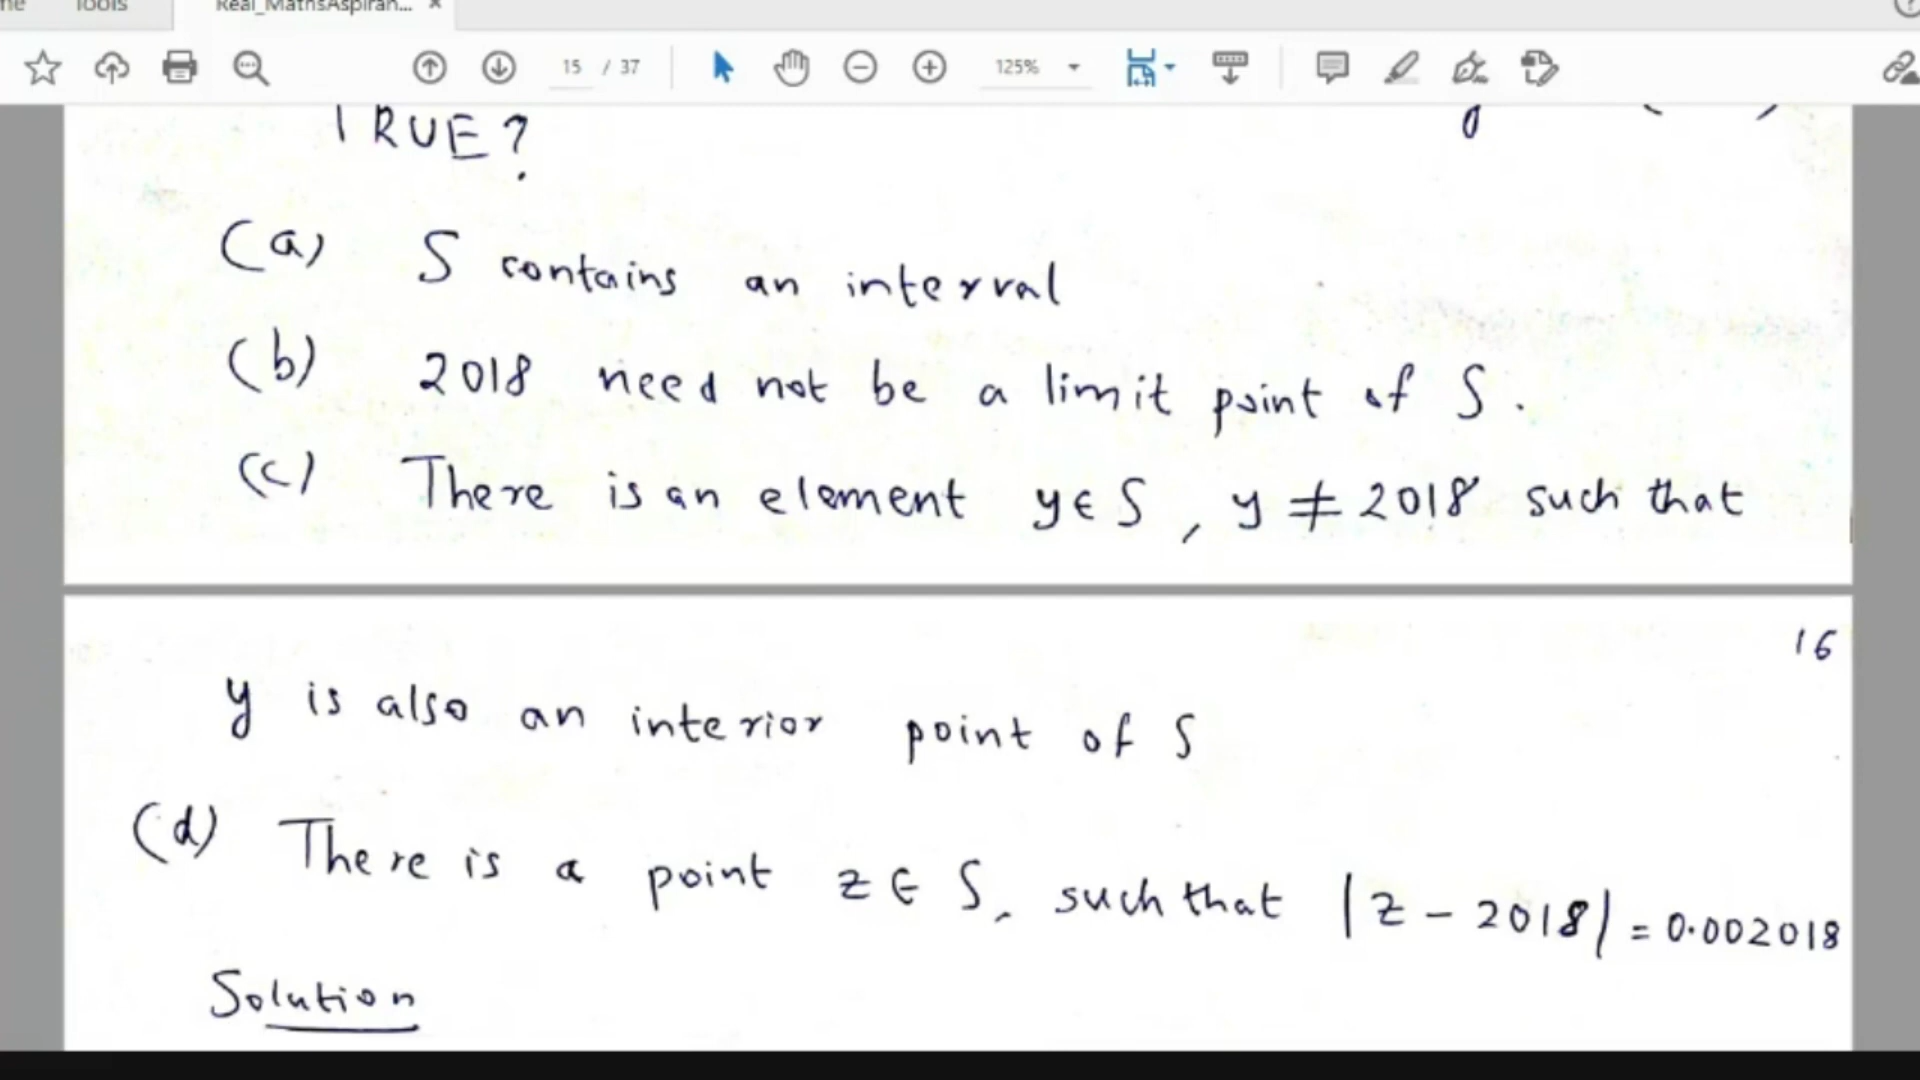 Tools Real_MathsAspiran... ×
15 / 37 125%
TRUE?
(a) S contains an interval
(b) 2018 need not be a limit point of S.
(c) There is an element y∈S, y≠2018 such that
16
y is also an interior point of S
(d) There is a point z∈S, such that |z-2018| = 0.002018
Solution